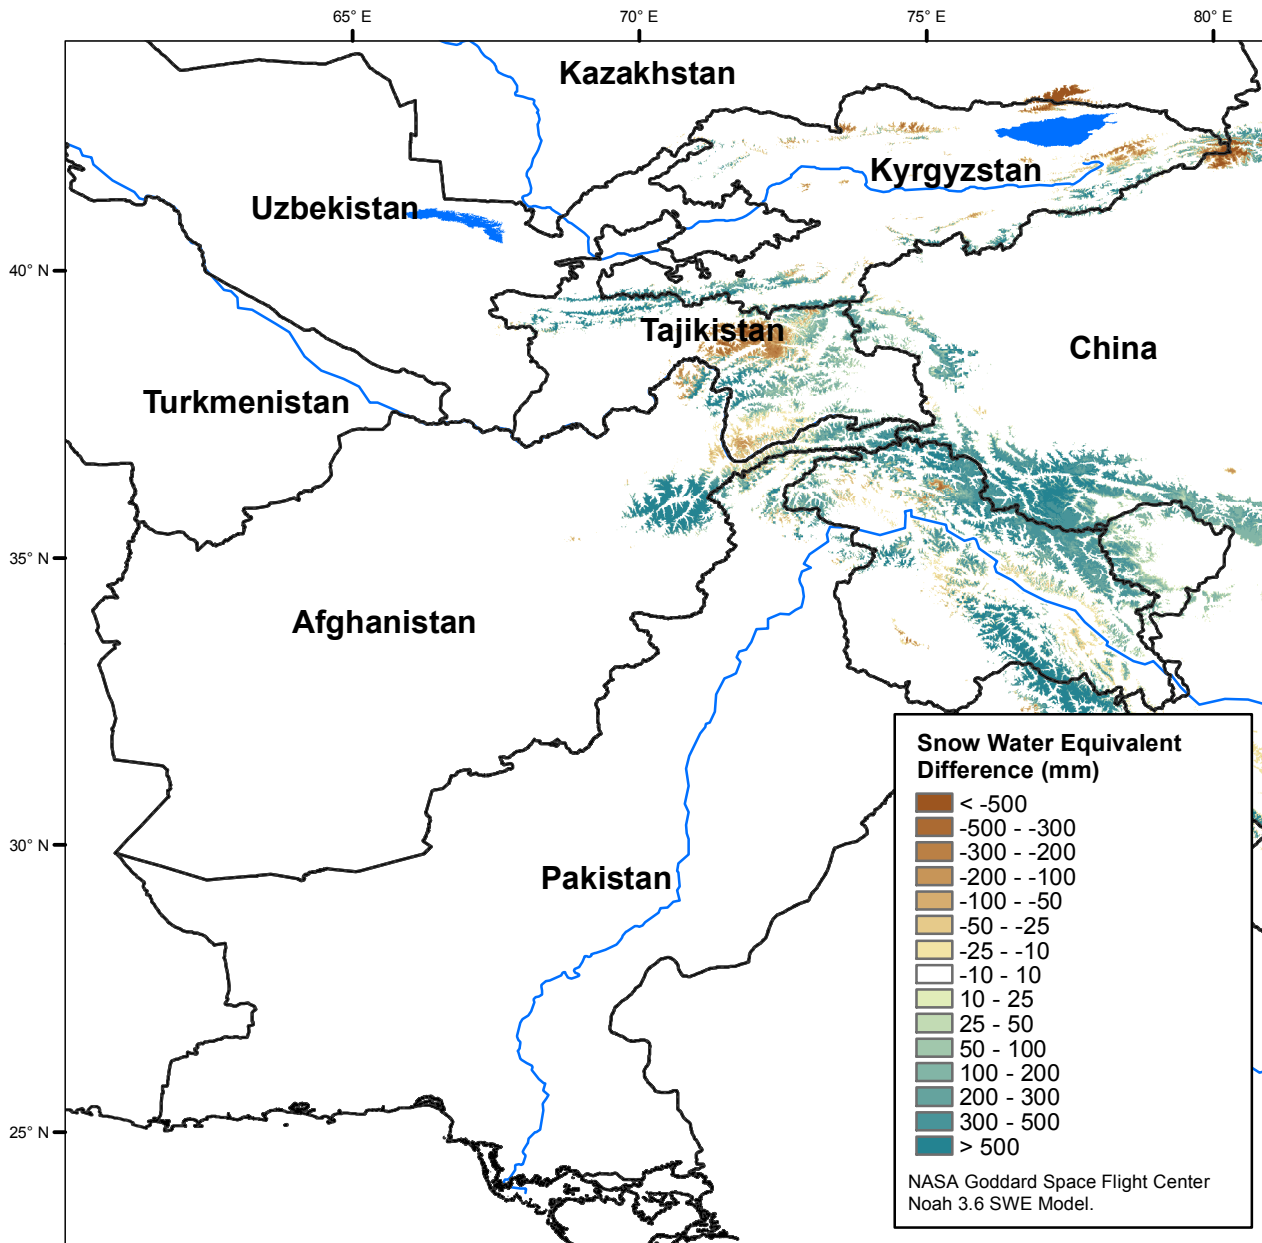 65° E
70° E
75° E
80° E
Kazakhstan
Kyrgyzstan
Uzbekistan
40° N
Tajikistan
China
Turkmenistan
35° N
Afghanistan
30° N
Pakistan
25° N
Snow Water Equivalent
Difference (mm)
< -500
-500 - -300
-300 - -200
-200 - -100
-100 - -50
-50 - -25
-25 - -10
-10 - 10
10 - 25
25 - 50
50 - 100
100 - 200
200 - 300
300 - 500
> 500
NASA Goddard Space Flight Center
Noah 3.6 SWE Model.